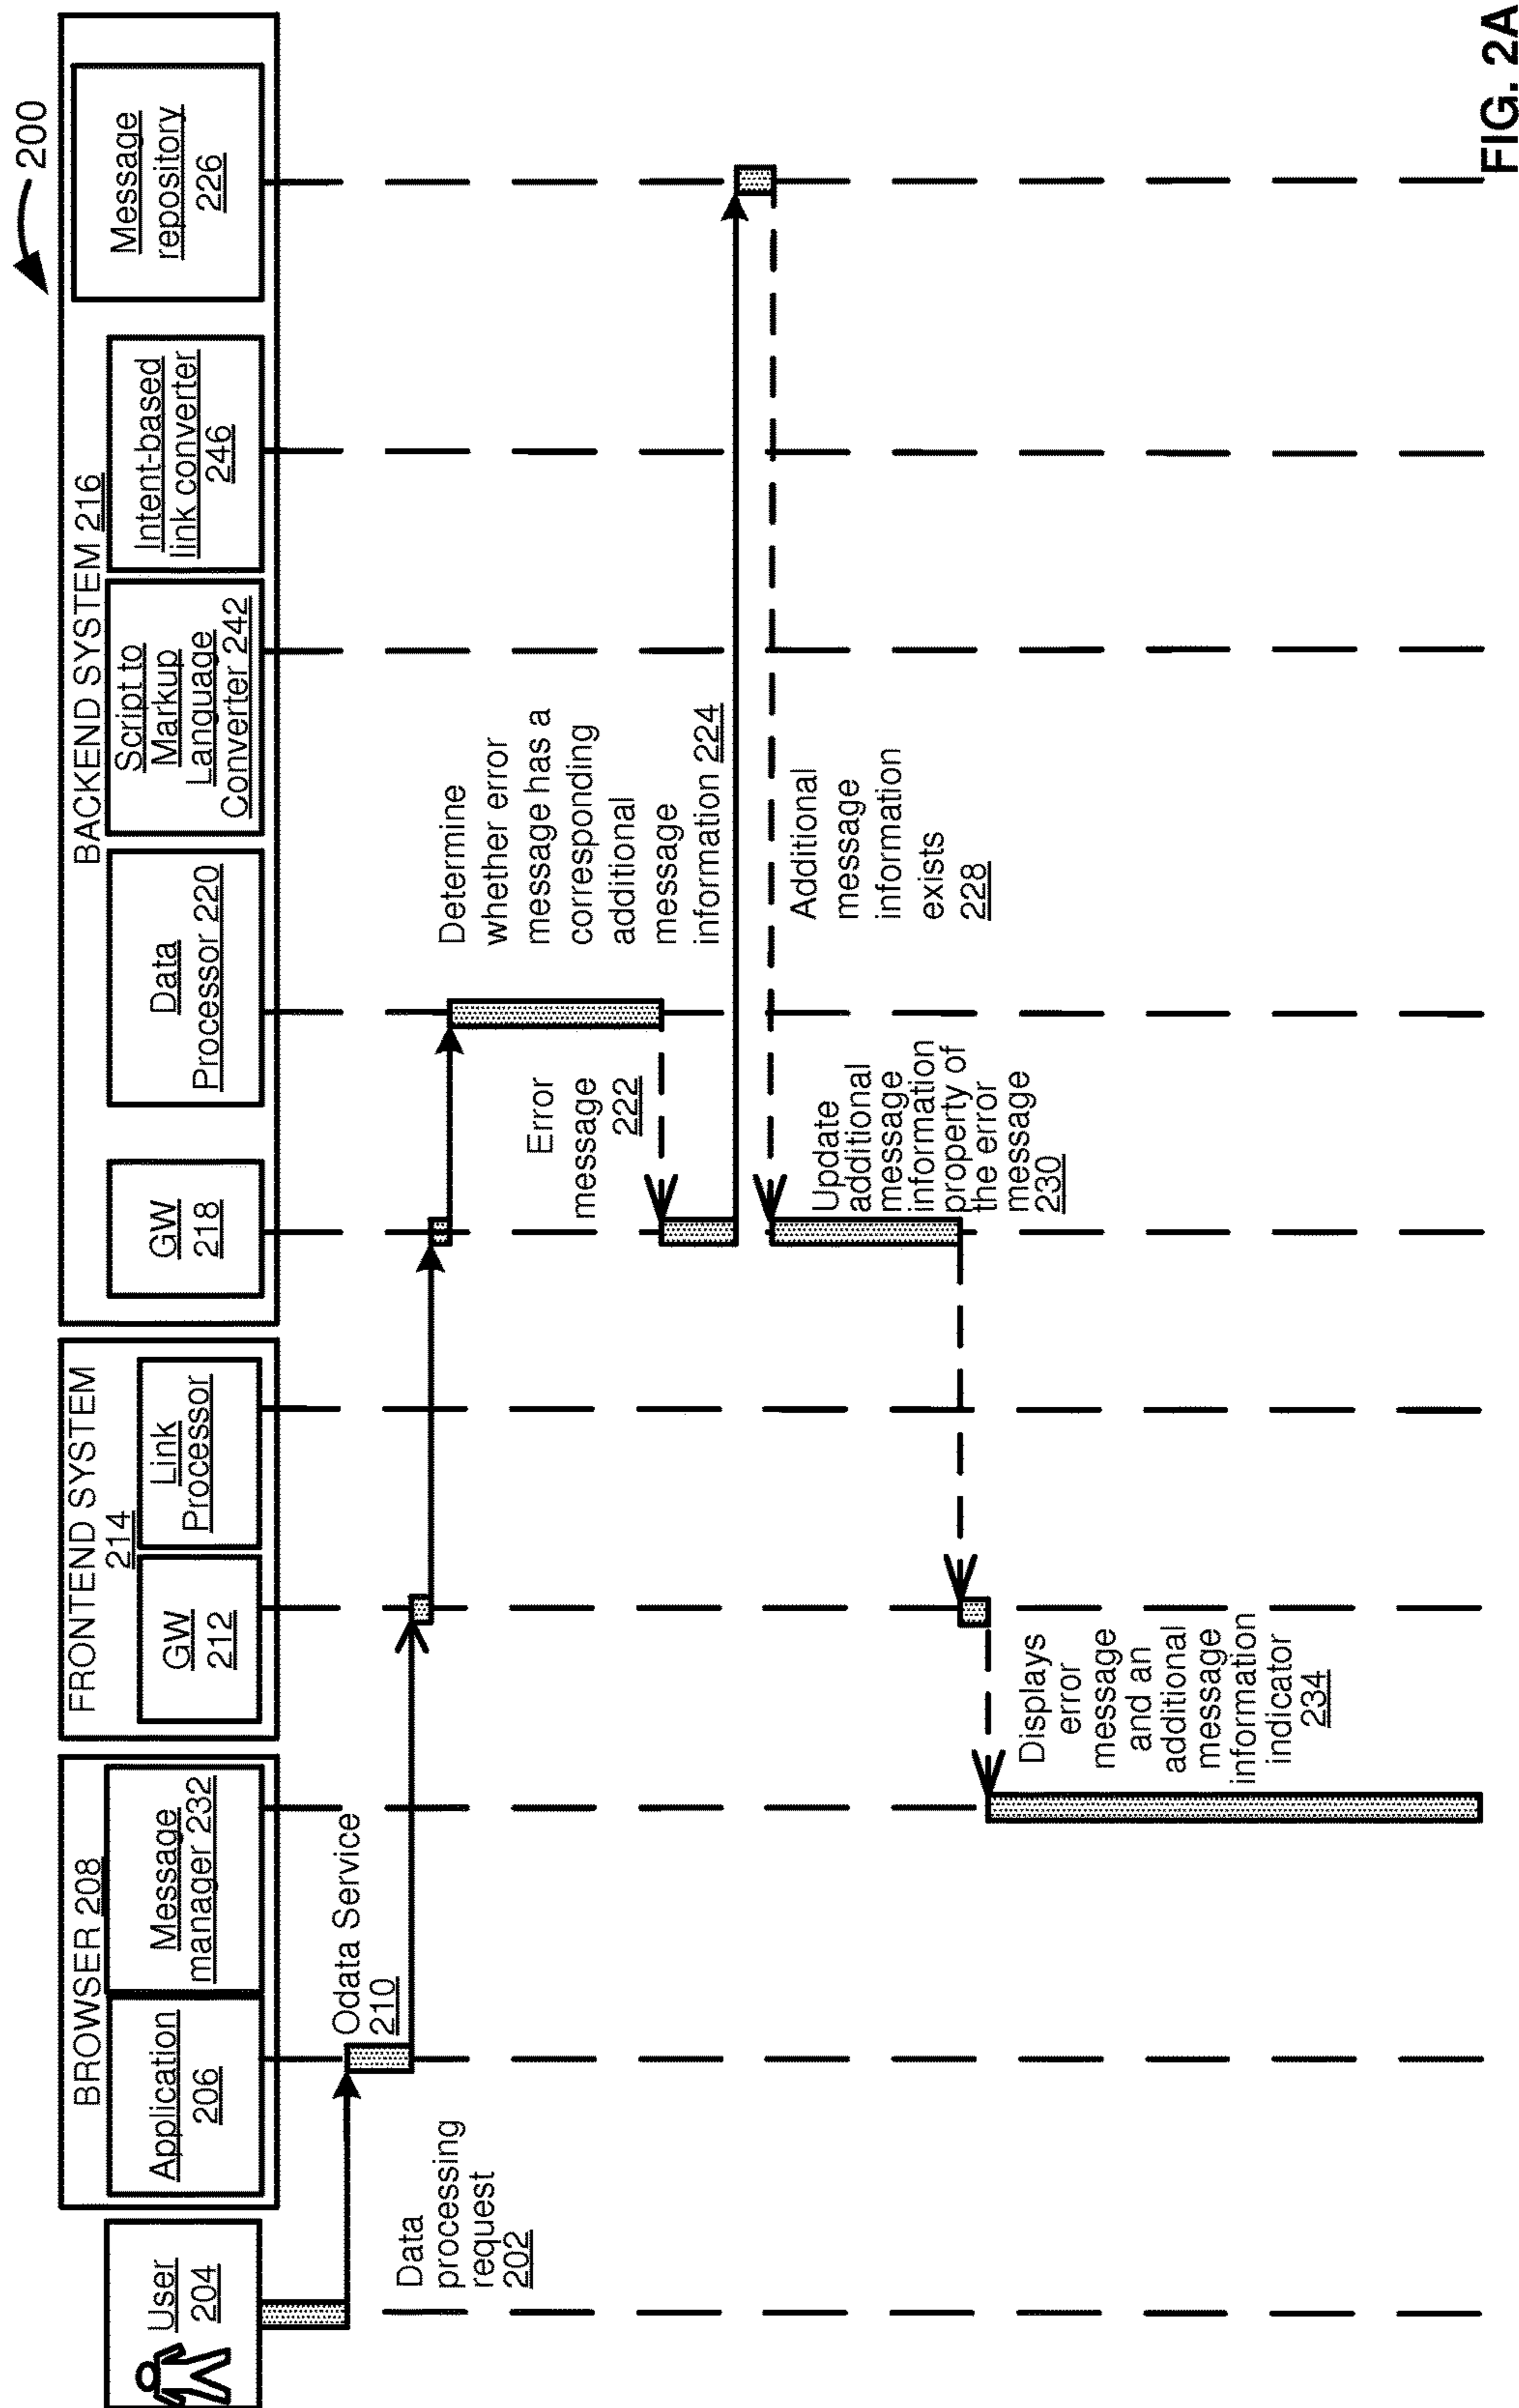 200
BROWSER 208
FRONTEND SYSTEM
214
BACKEND SYSTEM 216
User
204
Application
206
Message
manager 232
GW
212
Link
Processor
GW
218
Data
Processor 220
Script to
Markup
Language
Converter 242
Intent-based
link converter
246
Message
repository
226
Data
processing
request
202
Odata Service
210
Error
message
222
Determine
whether error
message has a
corresponding
additional
message
information 224
Additional
message
information
exists
228
Update
additional
message
information
property of
the error
message
230
Displays
error
message
and an
additional
message
information
indicator
234
FIG. 2A